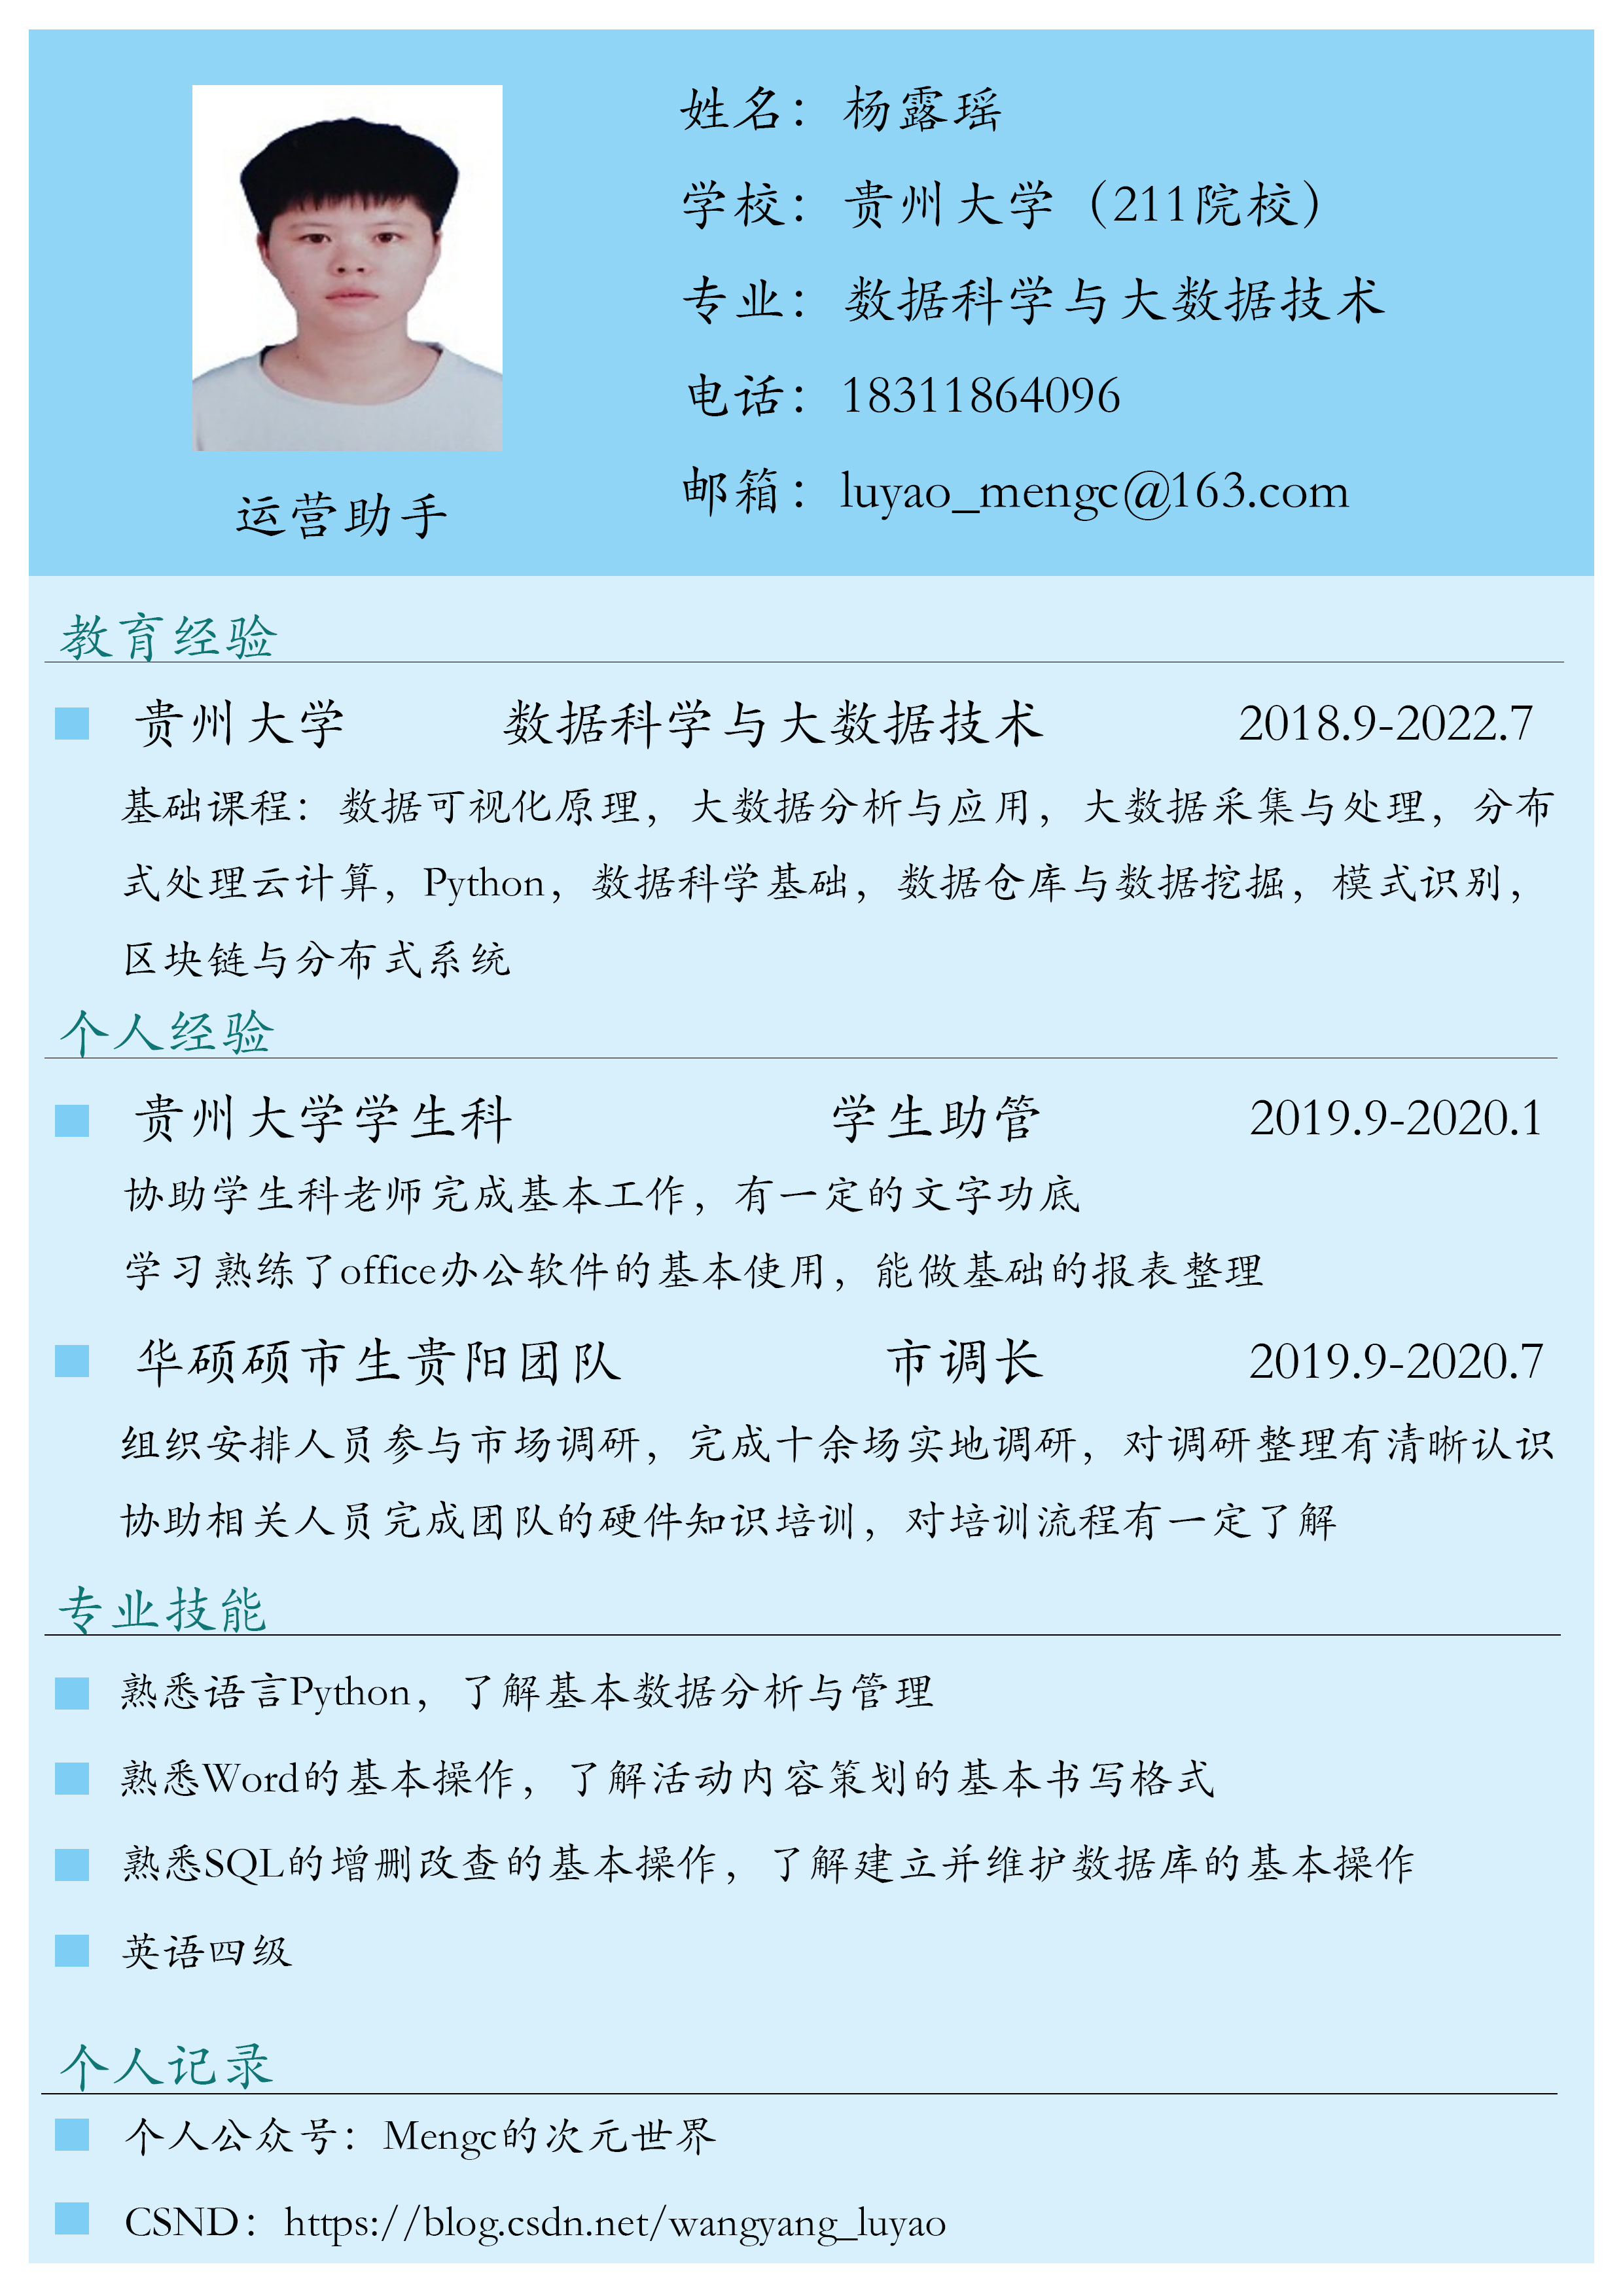 姓名：杨露瑶
学校：贵州大学（211院校）
专业：数据科学与大数据技术
电话：18311864096
邮箱：luyao_mengc@163.com
运营助手
教育经验
贵州大学 数据科学与大数据技术 2018.9-2022.7
基础课程：数据可视化原理，大数据分析与应用，大数据采集与处理，分布
式处理云计算，Python，数据科学基础，数据仓库与数据挖掘，模式识别，
区块链与分布式系统
个人经验
贵州大学学生科 学生助管 2019.9-2020.1
协助学生科老师完成基本工作，有一定的文字功底
学习熟练了office办公软件的基本使用，能做基础的报表整理
华硕硕市生贵阳团队 市调长 2019.9-2020.7
组织安排人员参与市场调研，完成十余场实地调研，对调研整理有清晰认识
协助相关人员完成团队的硬件知识培训，对培训流程有一定了解
专业技能
熟悉语言Python，了解基本数据分析与管理
熟悉Word的基本操作，了解活动内容策划的基本书写格式
熟悉SQL的增删改查的基本操作，了解建立并维护数据库的基本操作
英语四级
个人记录
个人公众号：Mengc的次元世界
CSND：https://blog.csdn.net/wangyang_luyao